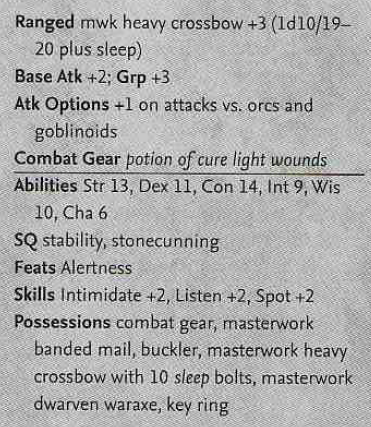 Ranged mwk heavy crossbow +3 (1d10/19–
20 plus sleep)
Base Atk +2; Grp +3
Atk Options +1 on attacks vs. orcs and
goblinoids
Combat Gear potion of cure light wounds
Abilities Str 13, Dex 11, Con 14, Int 9, Wis
10, Cha 6
SQ stability, stonecunning
Feats Alertness
Skills Intimidate +2, Listen +2, Spot +2
Possessions combat gear, masterwork
banded mail, buckler, masterwork heavy
crossbow with 10 sleep bolts, masterwork
dwarven waraxe, key ring